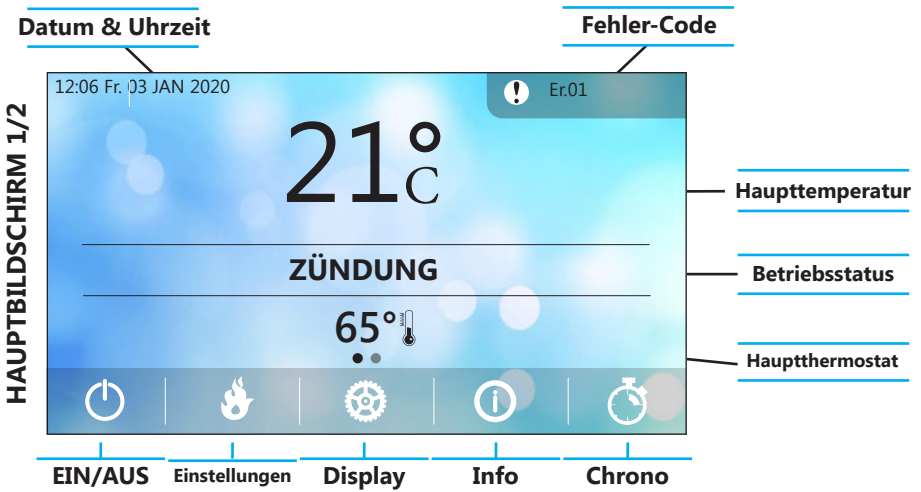 Datum & Uhrzeit
Fehler-Code
HAUPTBILDSCHIRM 1/2
12:06 Fr. 03 JAN 2020
Er.01
21°C
Haupttemperatur
ZÜNDUNG
Betriebsstatus
65°
Hauptthermostat
EIN/AUS
Einstellungen
Display
Info
Chrono